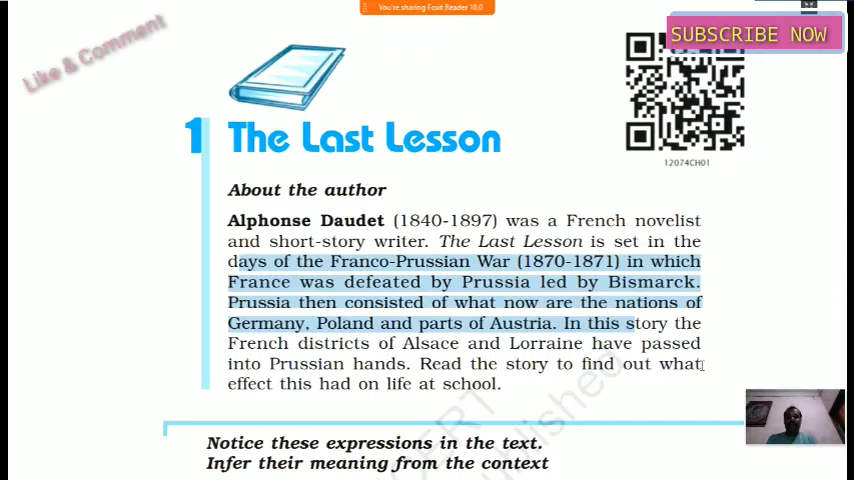 You're sharing Foxit Reader 10.0
SUBSCRIBE NOW
Like & Comment
12074CH01
1 The Last Lesson
About the author
Alphonse Daudet (1840-1897) was a French novelist
and short-story writer. The Last Lesson is set in the
days of the Franco-Prussian War (1870-1871) in which
France was defeated by Prussia led by Bismarck.
Prussia then consisted of what now are the nations of
Germany, Poland and parts of Austria. In this story the
French districts of Alsace and Lorraine have passed
into Prussian hands. Read the story to find out what
effect this had on life at school.
Notice these expressions in the text.
Infer their meaning from the context